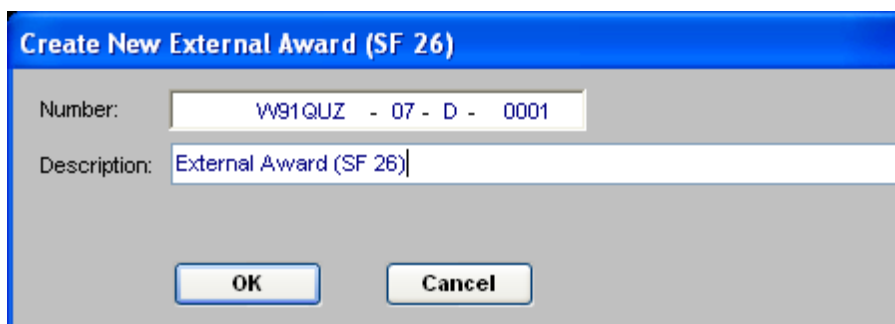 Create New External Award (SF 26)
Number: W91QUZ - 07 - D - 0001
Description: External Award (SF 26)
OK Cancel